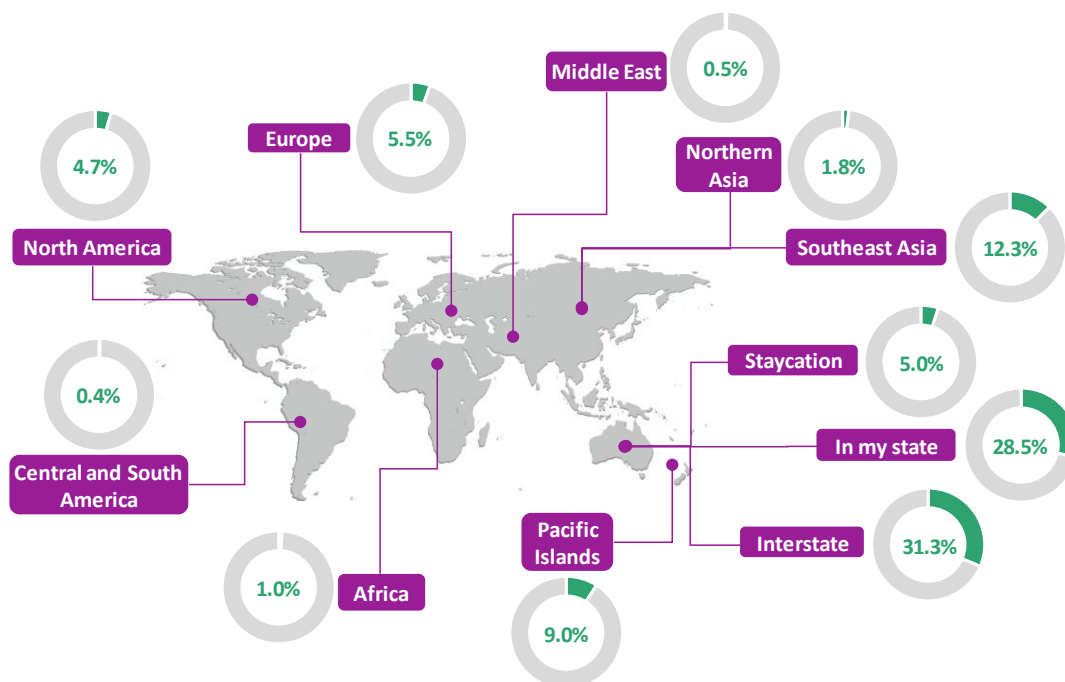 Middle East
0.5%
Europe
5.5%
4.7%
North America
Northern
Asia
1.8%
Southeast Asia
12.3%
Staycation
5.0%
0.4%
Central and South
America
In my state
28.5%
Interstate
31.3%
Pacific
Islands
9.0%
1.0%
Africa